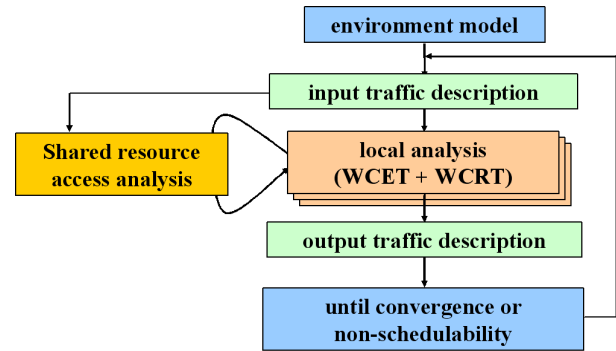 environment model
input traffic description
Shared resource
access analysis
local analysis
(WCET + WCRT)
output traffic description
until convergence or
non-schedulability